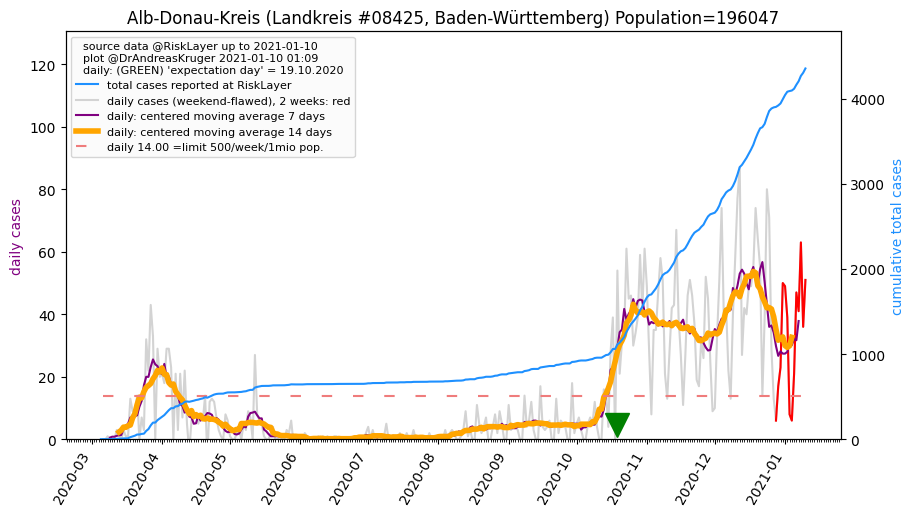 Alb-Donau-Kreis (Landkreis #08425, Baden-Württemberg) Population=196047
source data @RiskLayer up to 2021-01-10
plot @DrAndreasKruger 2021-01-10 01:09
daily: (GREEN) 'expectation day' = 19.10.2020
total cases reported at RiskLayer
daily cases (weekend-flawed), 2 weeks: red
daily: centered moving average 7 days
daily: centered moving average 14 days
daily 14.00 =limit 500/week/1mio pop.
daily cases
120
100
80
60
40
20
0
cumulative total cases
4000
3000
2000
1000
0
2020-03
2020-04
2020-05
2020-06
2020-07
2020-08
2020-09
2020-10
2020-11
2020-12
2021-01